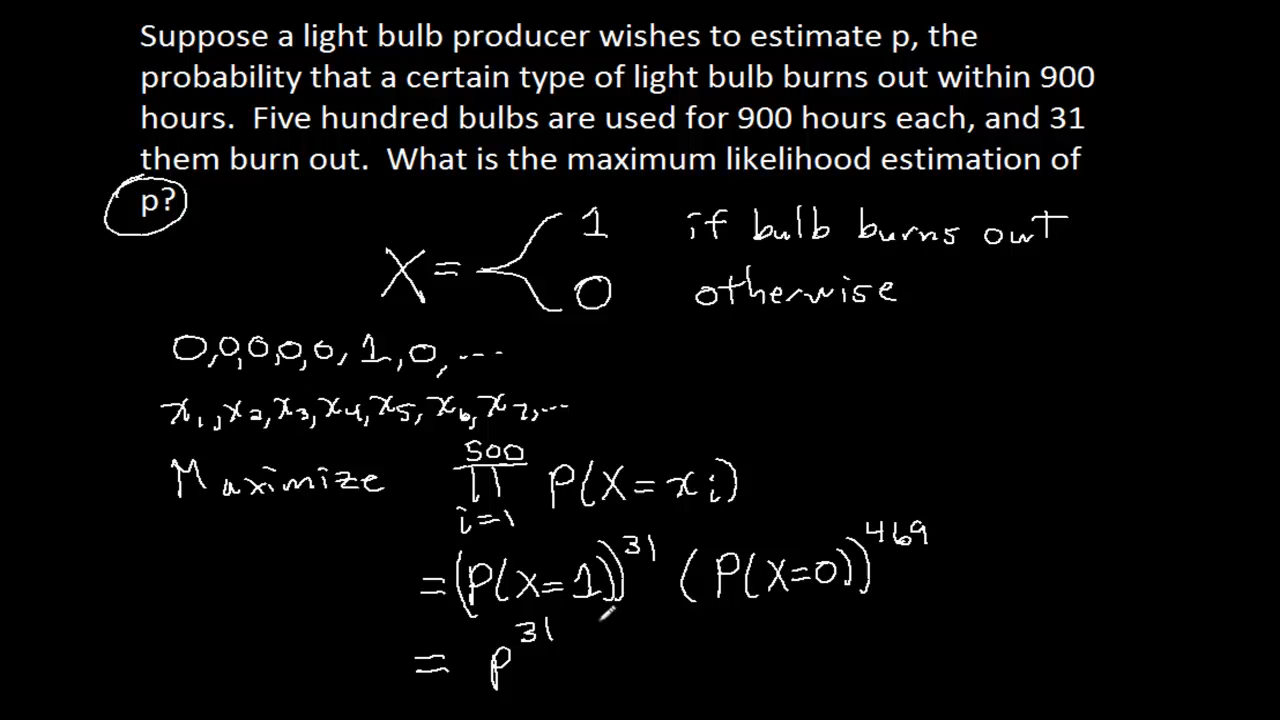 Suppose a light bulb producer wishes to estimate p, the
probability that a certain type of light bulb burns out within 900
hours.  Five hundred bulbs are used for 900 hours each, and 31
them burn out.  What is the maximum likelihood estimation of
p?
X = 1 if bulb burns out
0 otherwise
0,0,0,0,0,1,0,...
x₁,x₂,x₃,x₄,x₅,x₆,x₇,...
Maximize ∏_{i=1}^{500} P(X=xi)
=(P(X=1))³¹ (P(X=0))⁴⁶⁹
= p³¹